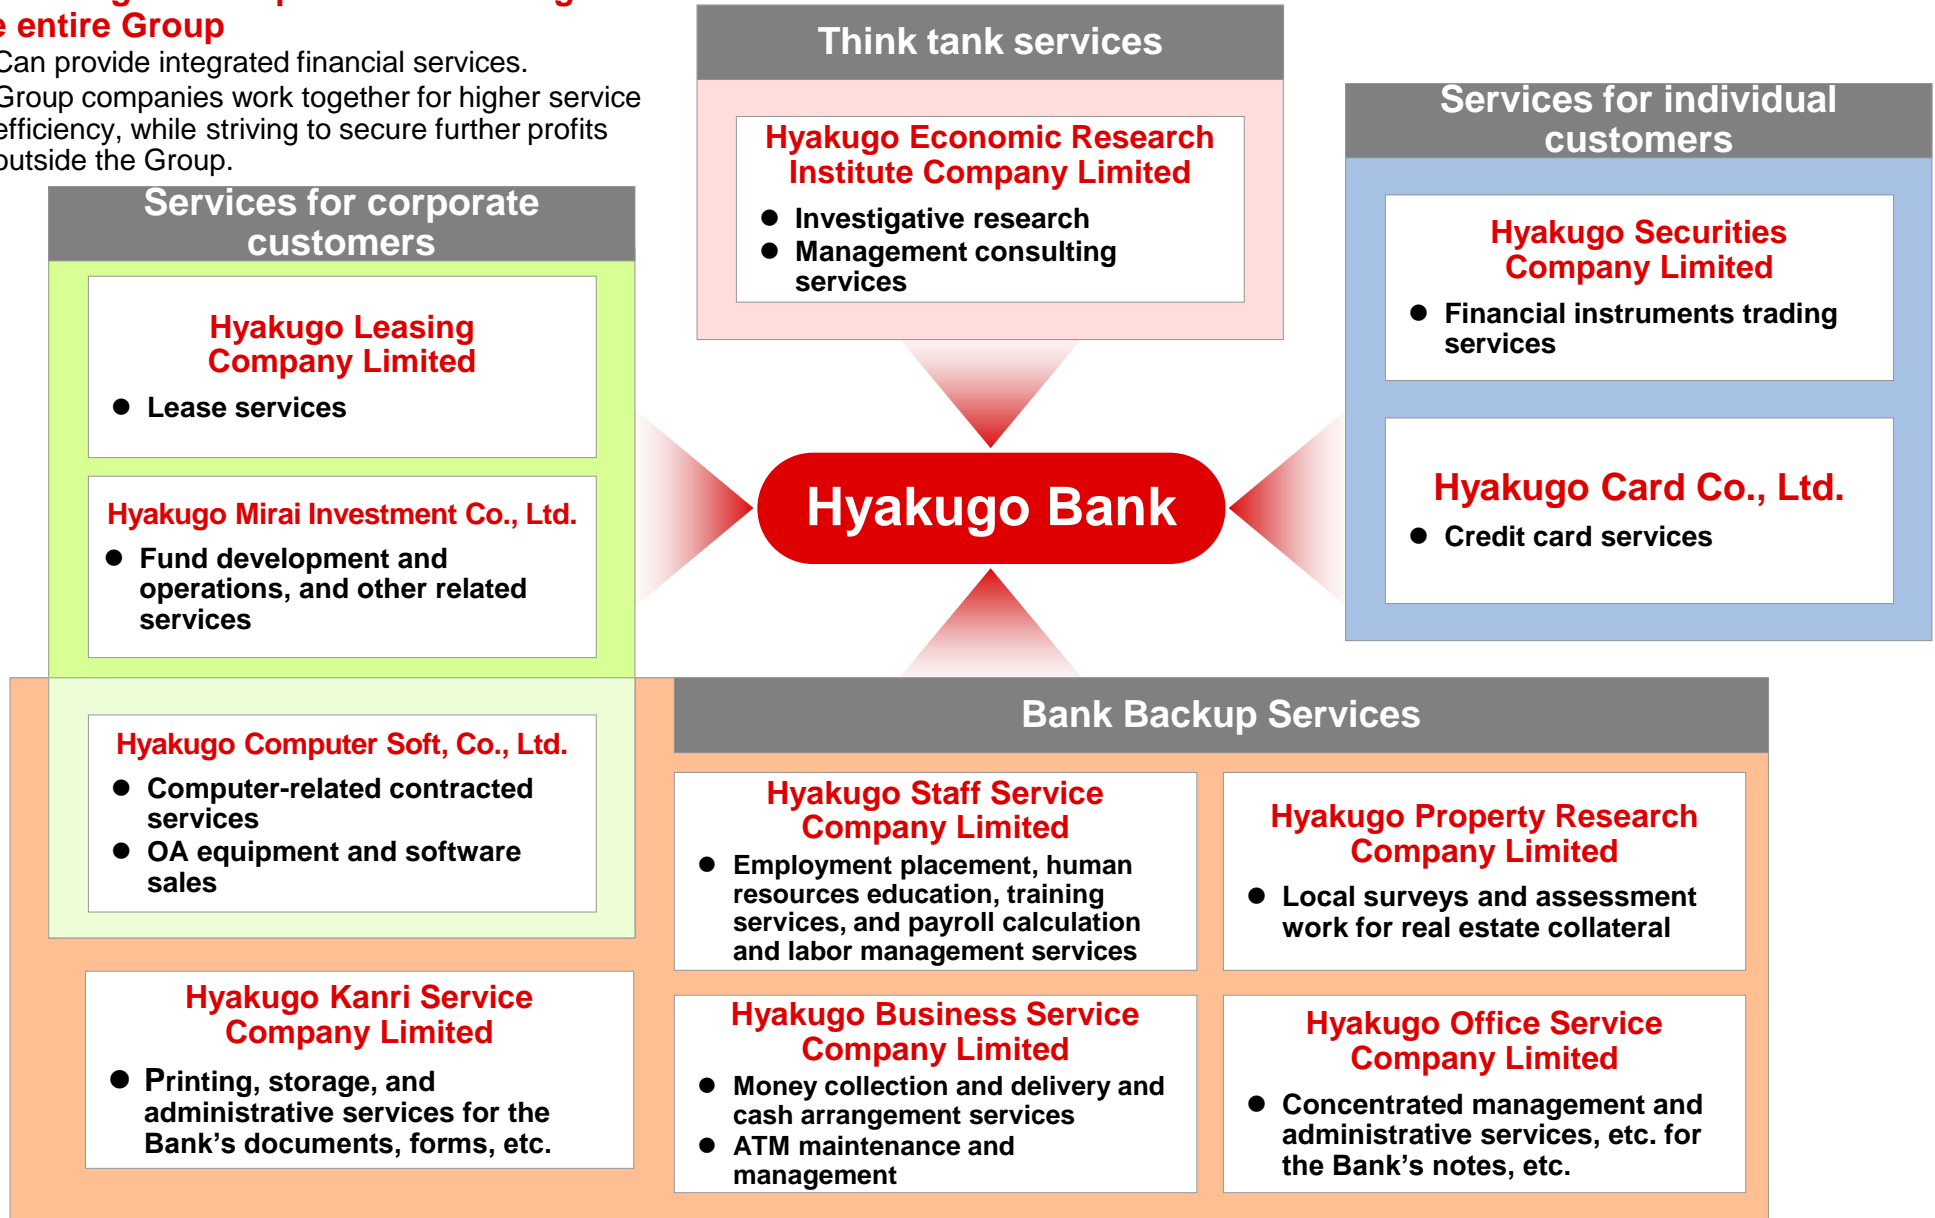 e entire Group
Can provide integrated financial services.
Group companies work together for higher service
efficiency, while striving to secure further profits
outside the Group.
Think tank services
Hyakugo Economic Research
Institute Company Limited
● Investigative research
● Management consulting
services
Services for individual
customers
Hyakugo Securities
Company Limited
● Financial instruments trading
services
Hyakugo Card Co., Ltd.
● Credit card services
Services for corporate
customers
Hyakugo Leasing
Company Limited
● Lease services
Hyakugo Mirai Investment Co., Ltd.
● Fund development and
operations, and other related
services
Hyakugo Bank
Hyakugo Computer Soft, Co., Ltd.
● Computer-related contracted
services
● OA equipment and software
sales
Hyakugo Kanri Service
Company Limited
● Printing, storage, and
administrative services for the
Bank’s documents, forms, etc.
Bank Backup Services
Hyakugo Staff Service
Company Limited
● Employment placement, human
resources education, training
services, and payroll calculation
and labor management services
Hyakugo Property Research
Company Limited
● Local surveys and assessment
work for real estate collateral
Hyakugo Business Service
Company Limited
● Money collection and delivery and
cash arrangement services
● ATM maintenance and
management
Hyakugo Office Service
Company Limited
● Concentrated management and
administrative services, etc. for
the Bank’s notes, etc.